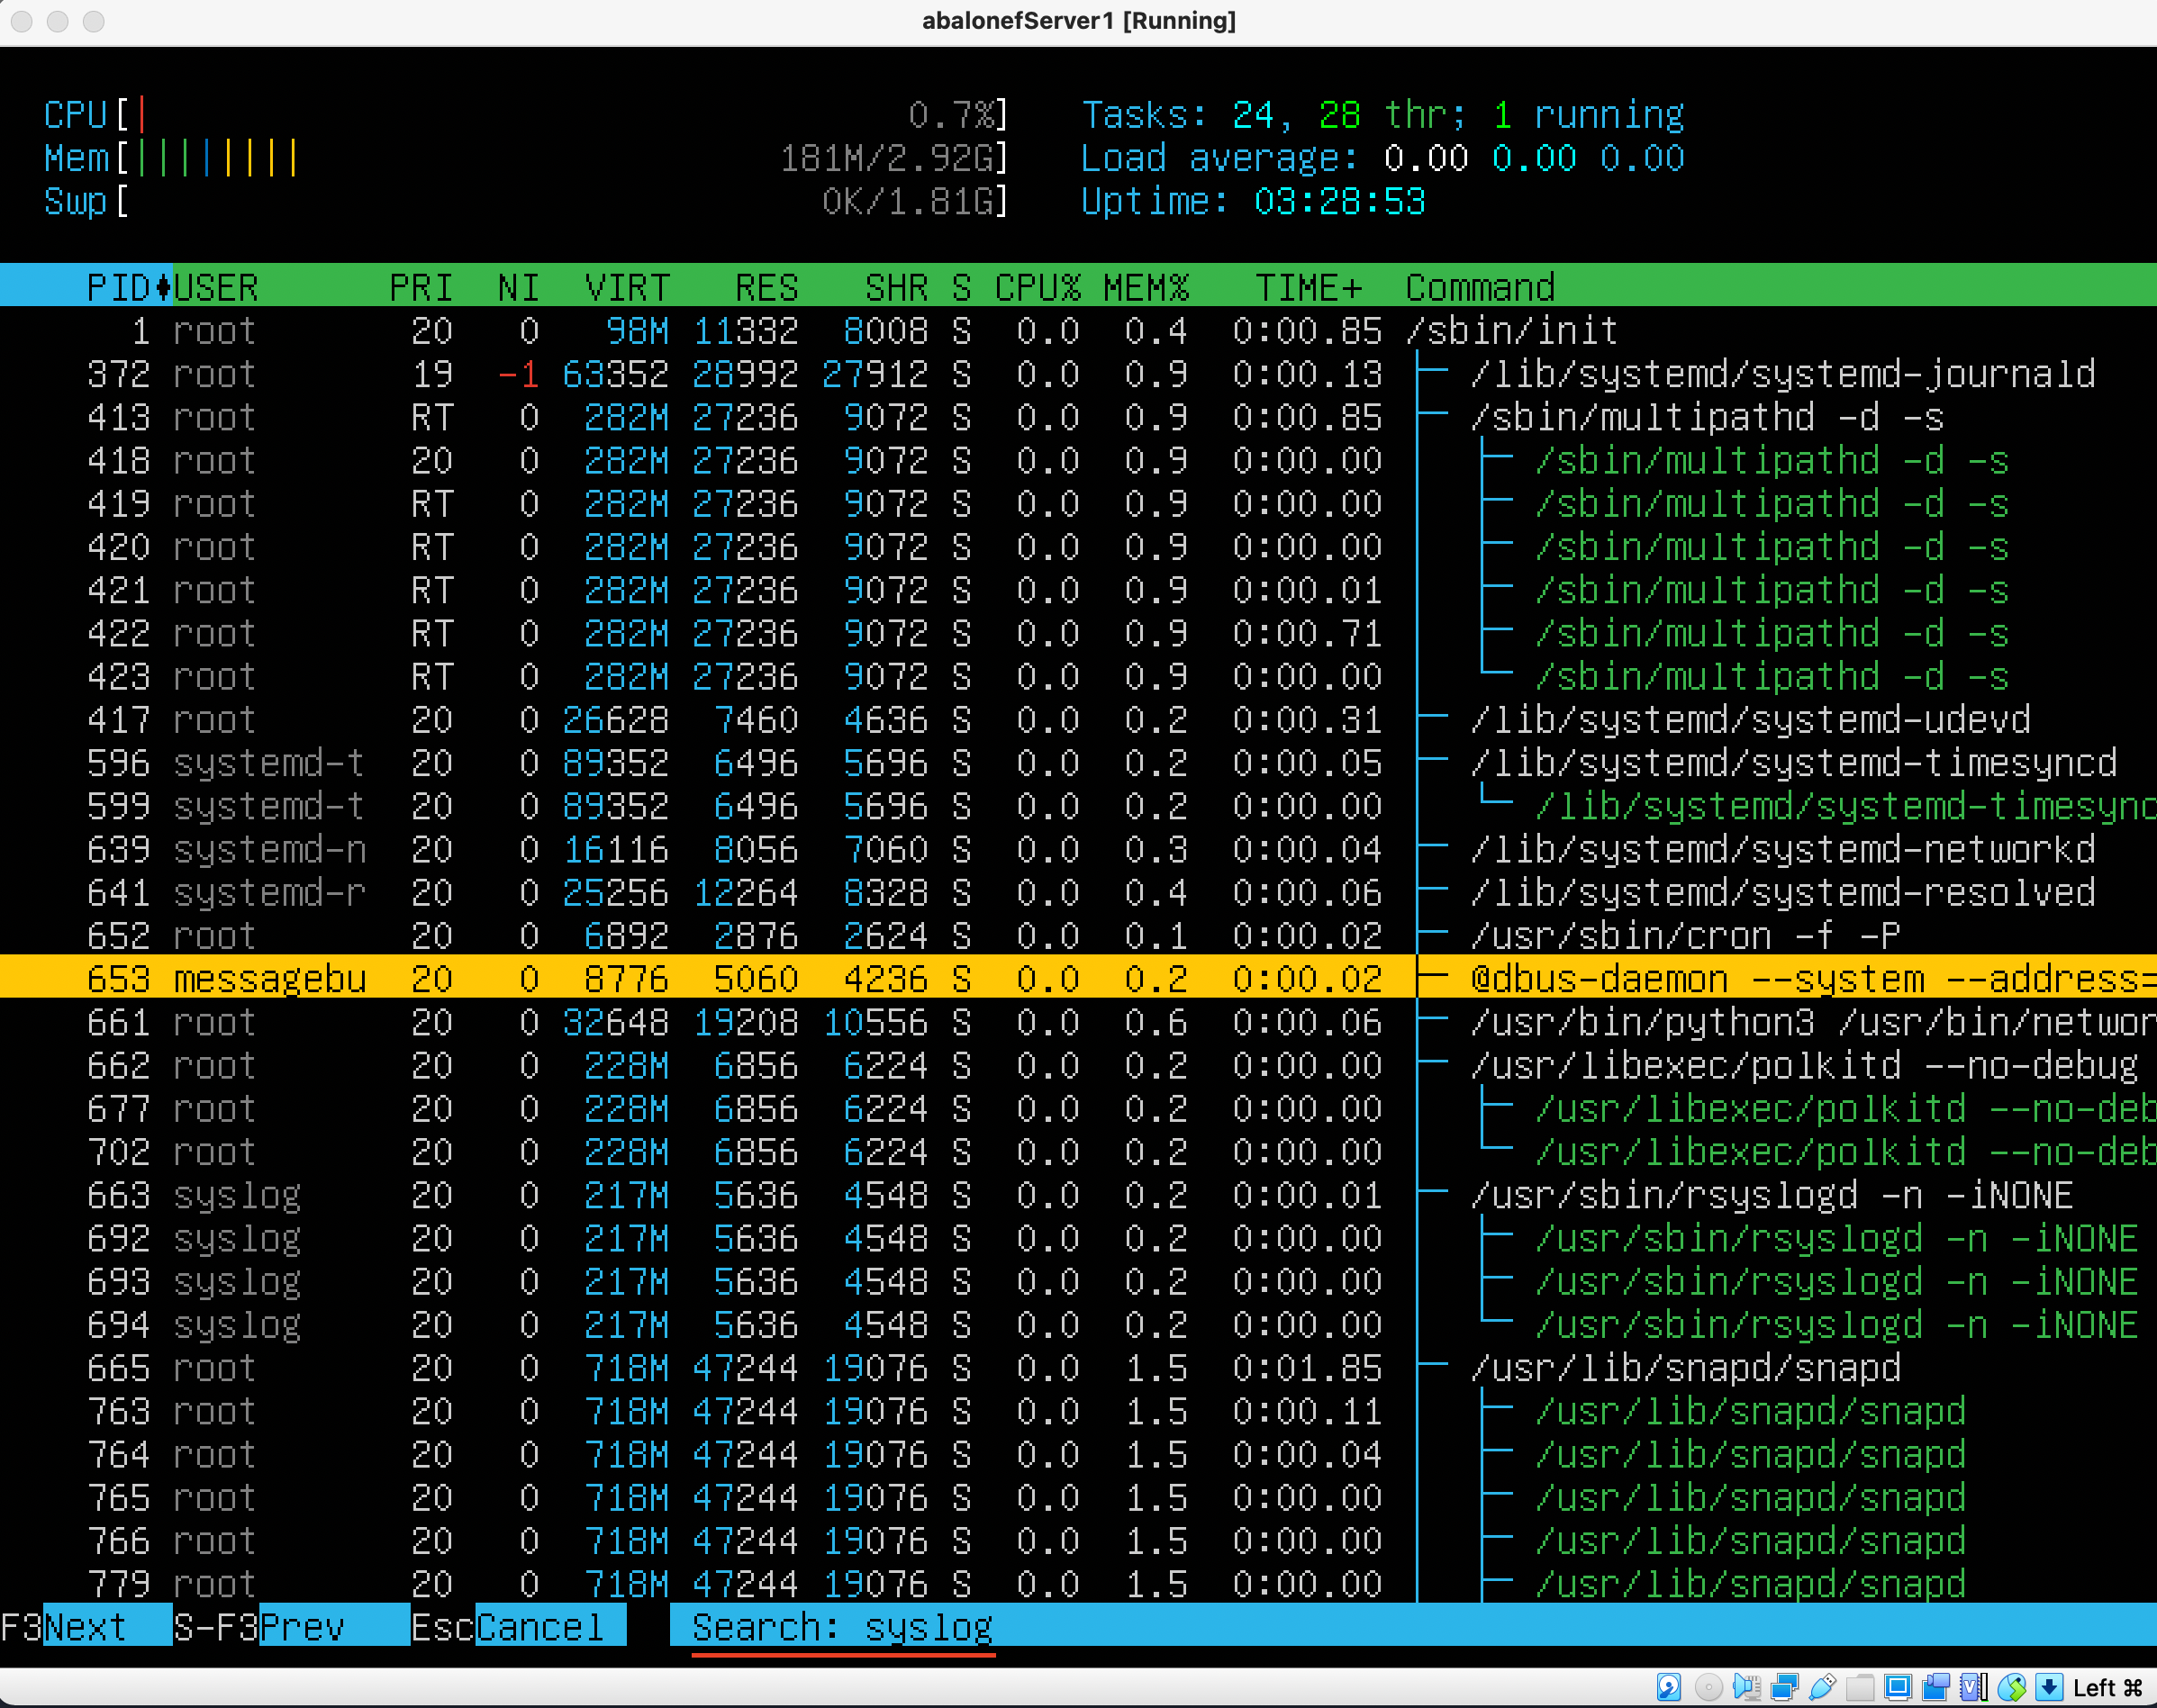 abalonefServer1 [Running]
CPU[| 0.7%] Tasks: 24, 28 thr; 1 running
Mem[|||||||| 181M/2.92G] Load average: 0.00 0.00 0.00
Swp[ 0K/1.81G] Uptime: 03:28:53
PID USER PRI NI VIRT RES SHR S CPU% MEM% TIME+ Command
1 root 20 0 98M 11332 8008 S 0.0 0.4 0:00.85 /sbin/init
372 root 19 -1 63352 28992 27912 S 0.0 0.9 0:00.13 /lib/systemd/systemd-journald
413 root RT 0 282M 27236 9072 S 0.0 0.9 0:00.85 /sbin/multipathd -d -s
418 root 20 0 282M 27236 9072 S 0.0 0.9 0:00.00 /sbin/multipathd -d -s
419 root RT 0 282M 27236 9072 S 0.0 0.9 0:00.00 /sbin/multipathd -d -s
420 root RT 0 282M 27236 9072 S 0.0 0.9 0:00.00 /sbin/multipathd -d -s
421 root RT 0 282M 27236 9072 S 0.0 0.9 0:00.01 /sbin/multipathd -d -s
422 root RT 0 282M 27236 9072 S 0.0 0.9 0:00.71 /sbin/multipathd -d -s
423 root RT 0 282M 27236 9072 S 0.0 0.9 0:00.00 /sbin/multipathd -d -s
417 root 20 0 26628 7460 4636 S 0.0 0.2 0:00.31 /lib/systemd/systemd-udevd
596 systemd-t 20 0 89352 6496 5696 S 0.0 0.2 0:00.05 /lib/systemd/systemd-timesyncd
599 systemd-t 20 0 89352 6496 5696 S 0.0 0.2 0:00.00 /lib/systemd/systemd-timesync
639 systemd-n 20 0 16116 8056 7060 S 0.0 0.3 0:00.04 /lib/systemd/systemd-networkd
641 systemd-r 20 0 25256 12264 8328 S 0.0 0.4 0:00.06 /lib/systemd/systemd-resolved
652 root 20 0 6892 2876 2624 S 0.0 0.1 0:00.02 /usr/sbin/cron -f -P
653 messagebu 20 0 8776 5060 4236 S 0.0 0.2 0:00.02 @dbus-daemon --system --address=
661 root 20 0 32648 19208 10556 S 0.0 0.6 0:00.06 /usr/bin/python3 /usr/bin/networ
662 root 20 0 228M 6856 6224 S 0.0 0.2 0:00.00 /usr/libexec/polkitd --no-debug
677 root 20 0 228M 6856 6224 S 0.0 0.2 0:00.00 /usr/libexec/polkitd --no-deb
702 root 20 0 228M 6856 6224 S 0.0 0.2 0:00.00 /usr/libexec/polkitd --no-deb
663 syslog 20 0 217M 5636 4548 S 0.0 0.2 0:00.01 /usr/sbin/rsyslogd -n -iNONE
692 syslog 20 0 217M 5636 4548 S 0.0 0.2 0:00.00 /usr/sbin/rsyslogd -n -iNONE
693 syslog 20 0 217M 5636 4548 S 0.0 0.2 0:00.00 /usr/sbin/rsyslogd -n -iNONE
694 syslog 20 0 217M 5636 4548 S 0.0 0.2 0:00.00 /usr/sbin/rsyslogd -n -iNONE
665 root 20 0 718M 47244 19076 S 0.0 1.5 0:01.85 /usr/lib/snapd/snapd
763 root 20 0 718M 47244 19076 S 0.0 1.5 0:00.11 /usr/lib/snapd/snapd
764 root 20 0 718M 47244 19076 S 0.0 1.5 0:00.04 /usr/lib/snapd/snapd
765 root 20 0 718M 47244 19076 S 0.0 1.5 0:00.00 /usr/lib/snapd/snapd
766 root 20 0 718M 47244 19076 S 0.0 1.5 0:00.00 /usr/lib/snapd/snapd
779 root 20 0 718M 47244 19076 S 0.0 1.5 0:00.00 /usr/lib/snapd/snapd
F3Next S-F3Prev EscCancel Search: syslog
Left ⌘